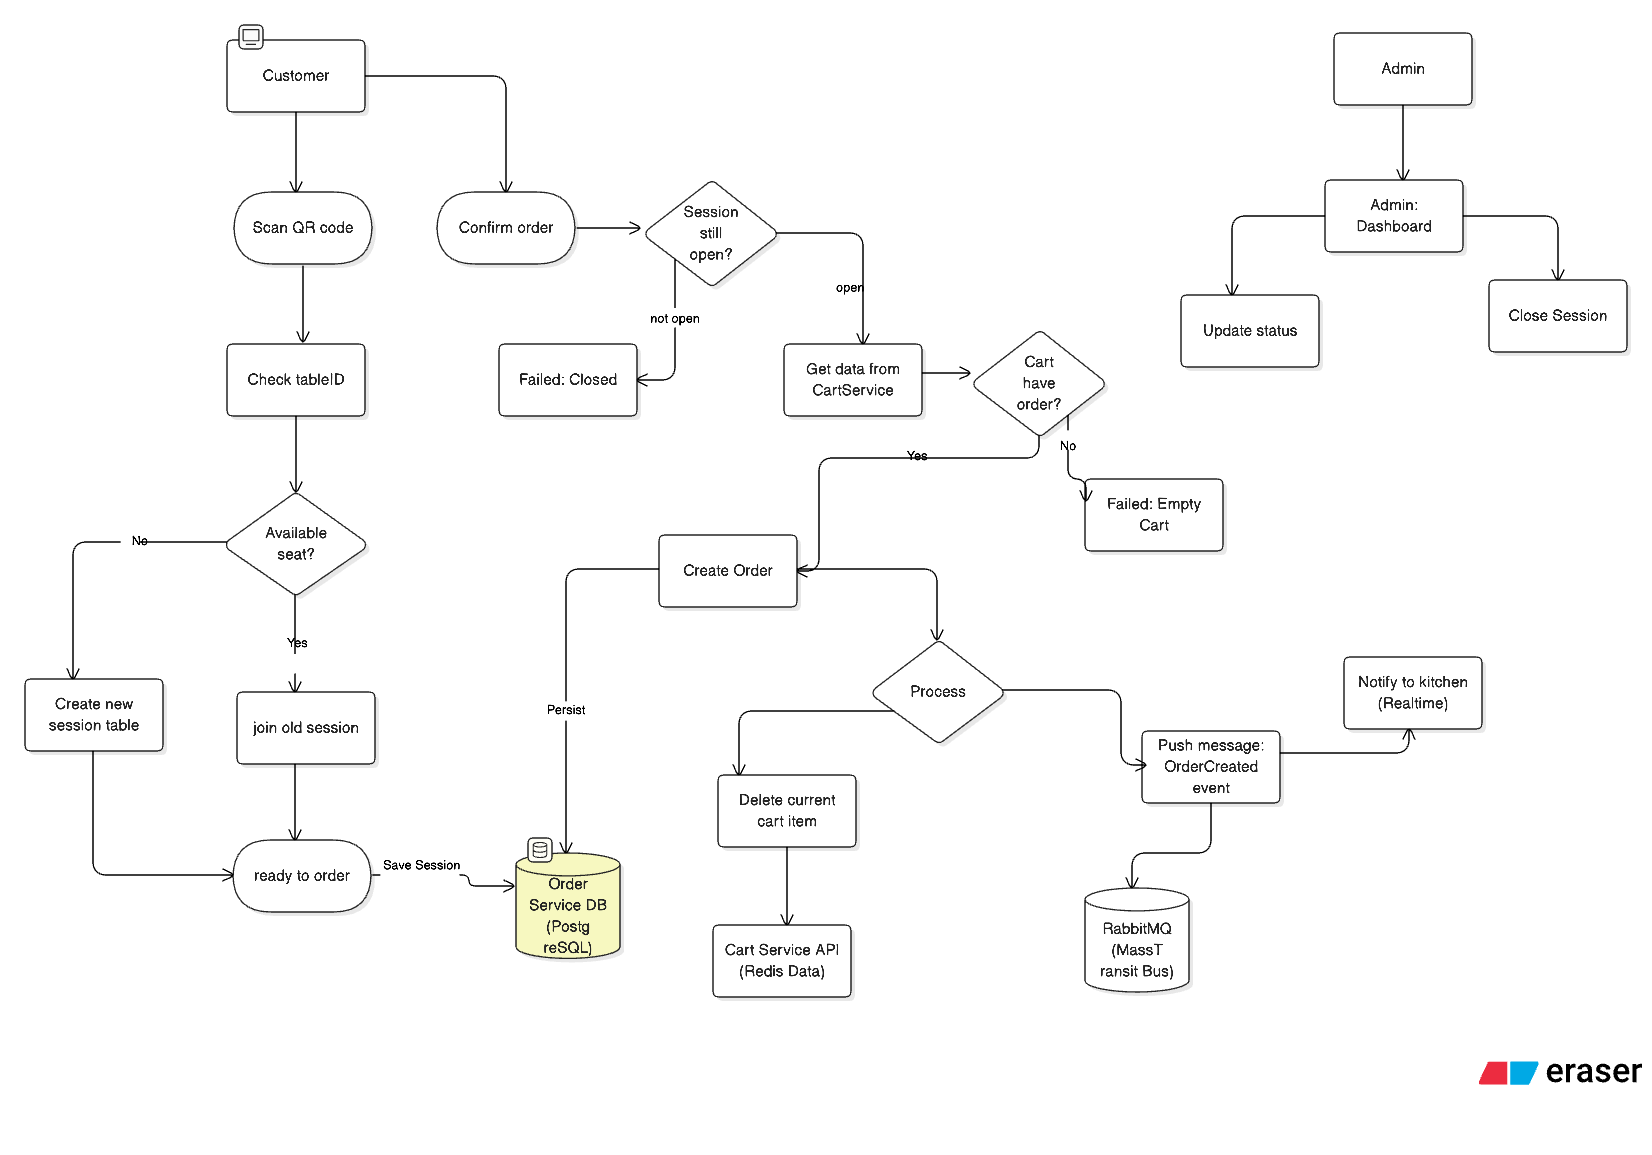 Customer
Admin
Scan QR code
Confirm order
Session
still
open?
Admin:
Dashboard
open
not open
Update status
Close Session
Check tableID
Failed: Closed
Get data from
CartService
Cart
have
order?
Yes
No
Failed: Empty
Cart
Available
seat?
No
Yes
Create Order
Create new
session table
join old session
Persist
Process
Notify to kitchen
(Realtime)
Push message:
OrderCreated
event
Delete current
cart item
ready to order
Save Session
Order
Service DB
(Postg
reSQL)
Cart Service API
(Redis Data)
RabbitMQ
(MassT
ransit Bus)
eraser